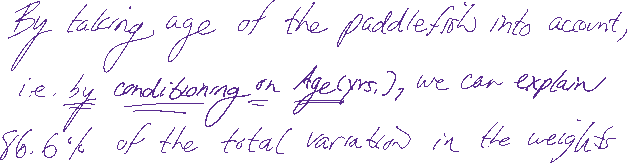 By taking age of the paddlefish into account,
i.e. by conditioning on Age(yrs.), we can explain
86.6% of the total variation in the weights